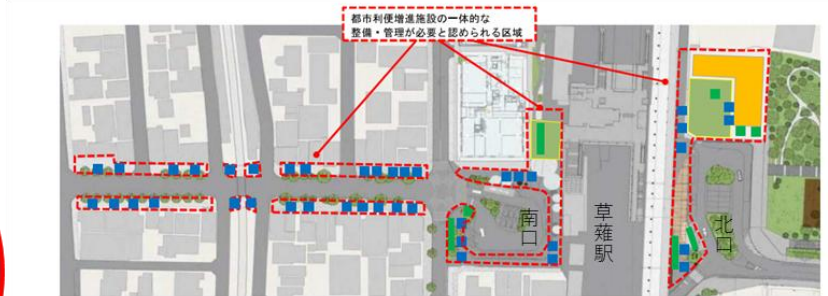 都市利便増進施設の一体的な
整備・管理が必要と認められる区域
南口
草薙駅
北口